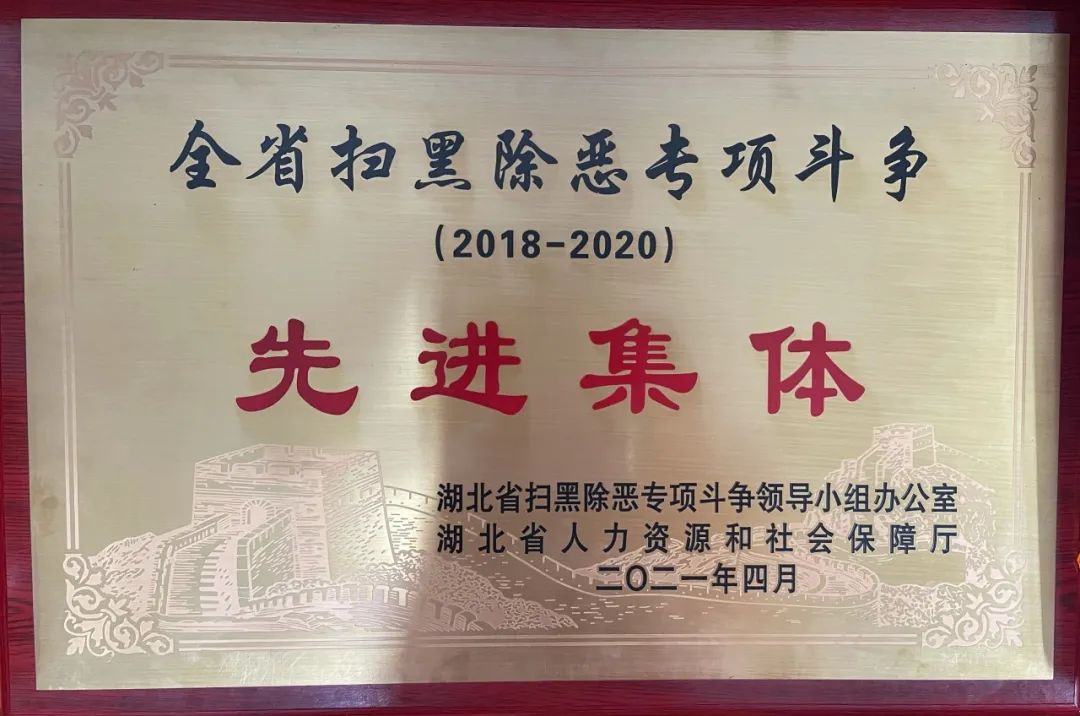 全省扫黑除恶专项斗争
(2018-2020)
先进集体
湖北省扫黑除恶专项斗争领导小组办公室
湖北省人力资源和社会保障厅
二〇二一年四月